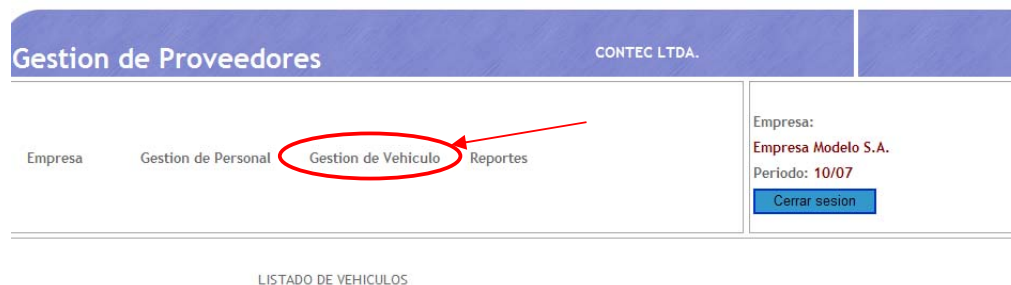 Gestion de Proveedores
CONTEC LTDA.
Empresa Gestion de Personal Gestion de Vehiculo Reportes
Empresa:
Empresa Modelo S.A.
Periodo: 10/07
Cerrar sesion
LISTADO DE VEHICULOS